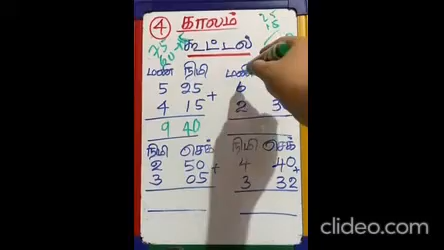 4 காலம்
கூட்டல்
மணி நிமி
5 25 +
4 15
9 40
மணி
6
2 3
நிமி செக்
2 50 +
3 05
நிமி செக்
4 40 +
3 32
clideo.com